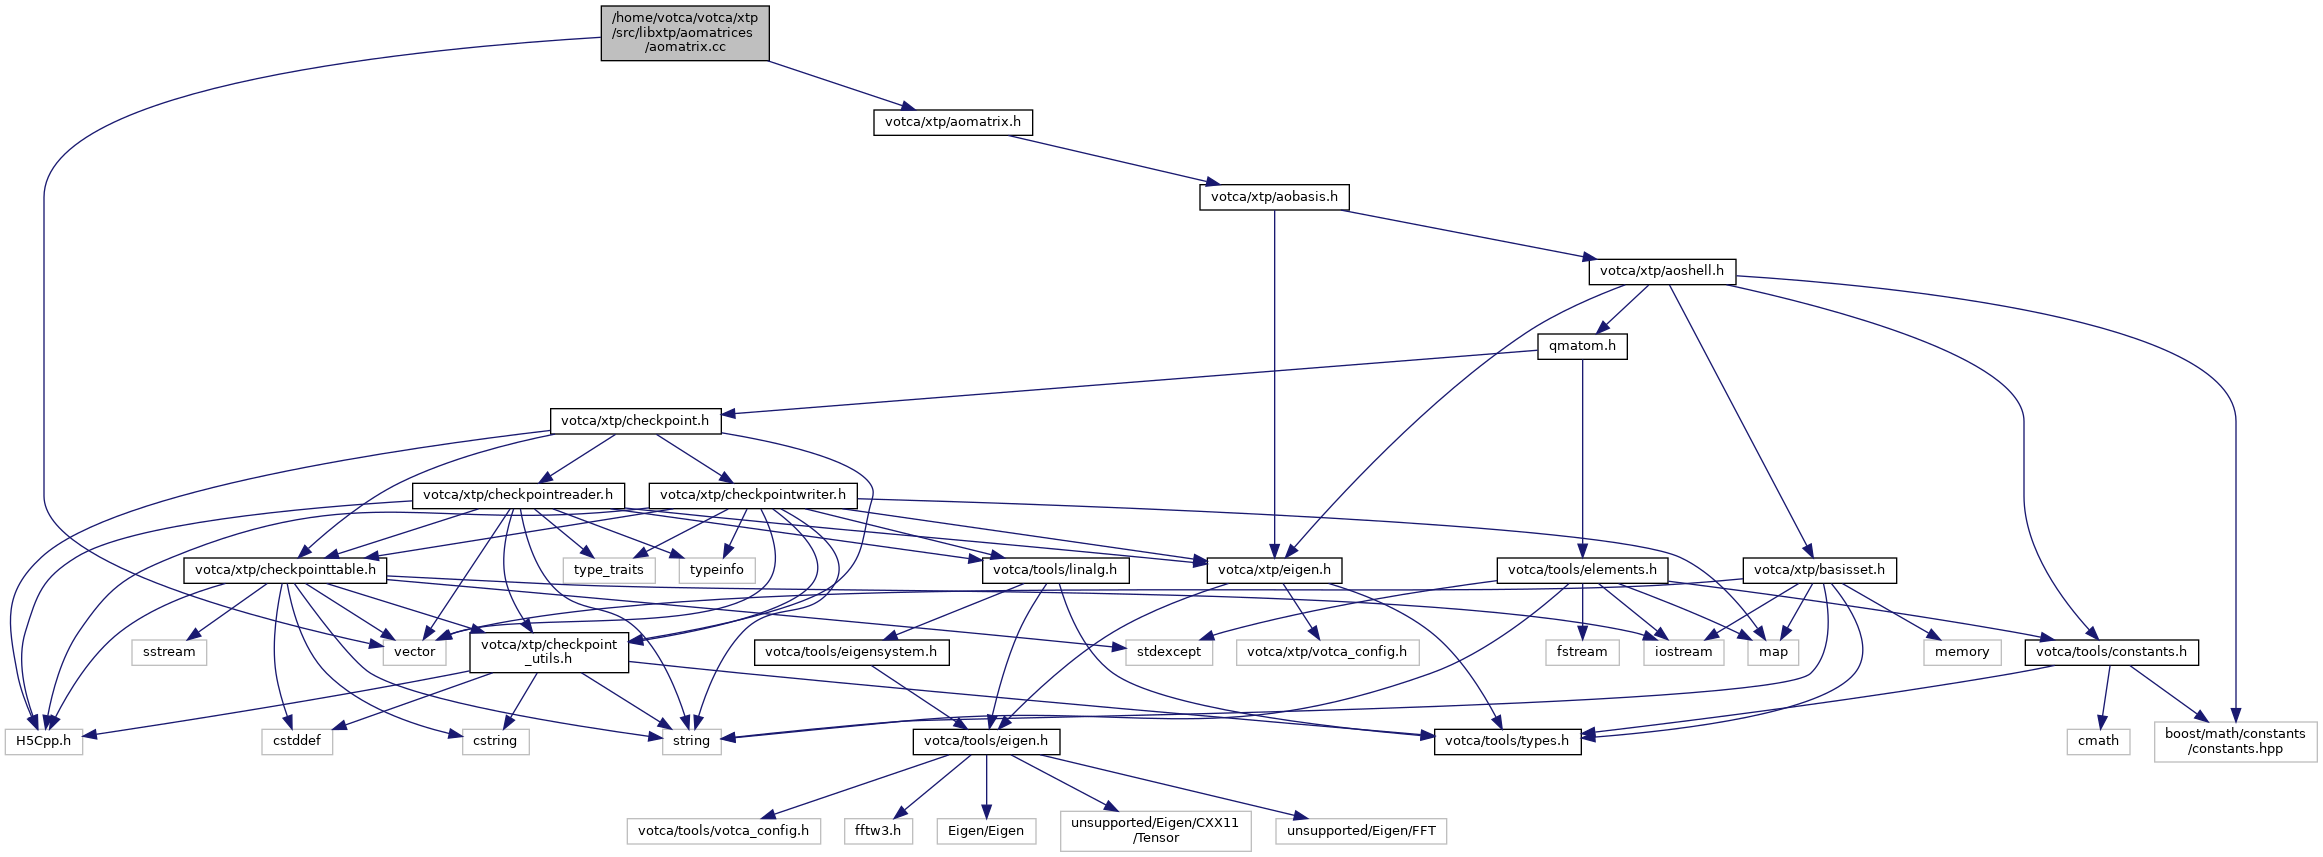 /home/votca/votca/xtp
/src/libxtp/aomatrices
/aomatrix.cc
votca/xtp/aomatrix.h
votca/xtp/aobasis.h
votca/xtp/aoshell.h
qmatom.h
votca/xtp/checkpoint.h
votca/xtp/checkpointreader.h
votca/xtp/checkpointwriter.h
votca/xtp/checkpointtable.h
type_traits
typeinfo
votca/tools/linalg.h
votca/xtp/eigen.h
votca/tools/elements.h
votca/xtp/basisset.h
sstream
vector
votca/xtp/checkpoint
_utils.h
votca/tools/eigensystem.h
stdexcept
votca/xtp/votca_config.h
fstream
iostream
map
memory
votca/tools/constants.h
H5Cpp.h
cstddef
cstring
string
votca/tools/eigen.h
votca/tools/types.h
cmath
boost/math/constants
/constants.hpp
votca/tools/votca_config.h
fftw3.h
Eigen/Eigen
unsupported/Eigen/CXX11
/Tensor
unsupported/Eigen/FFT